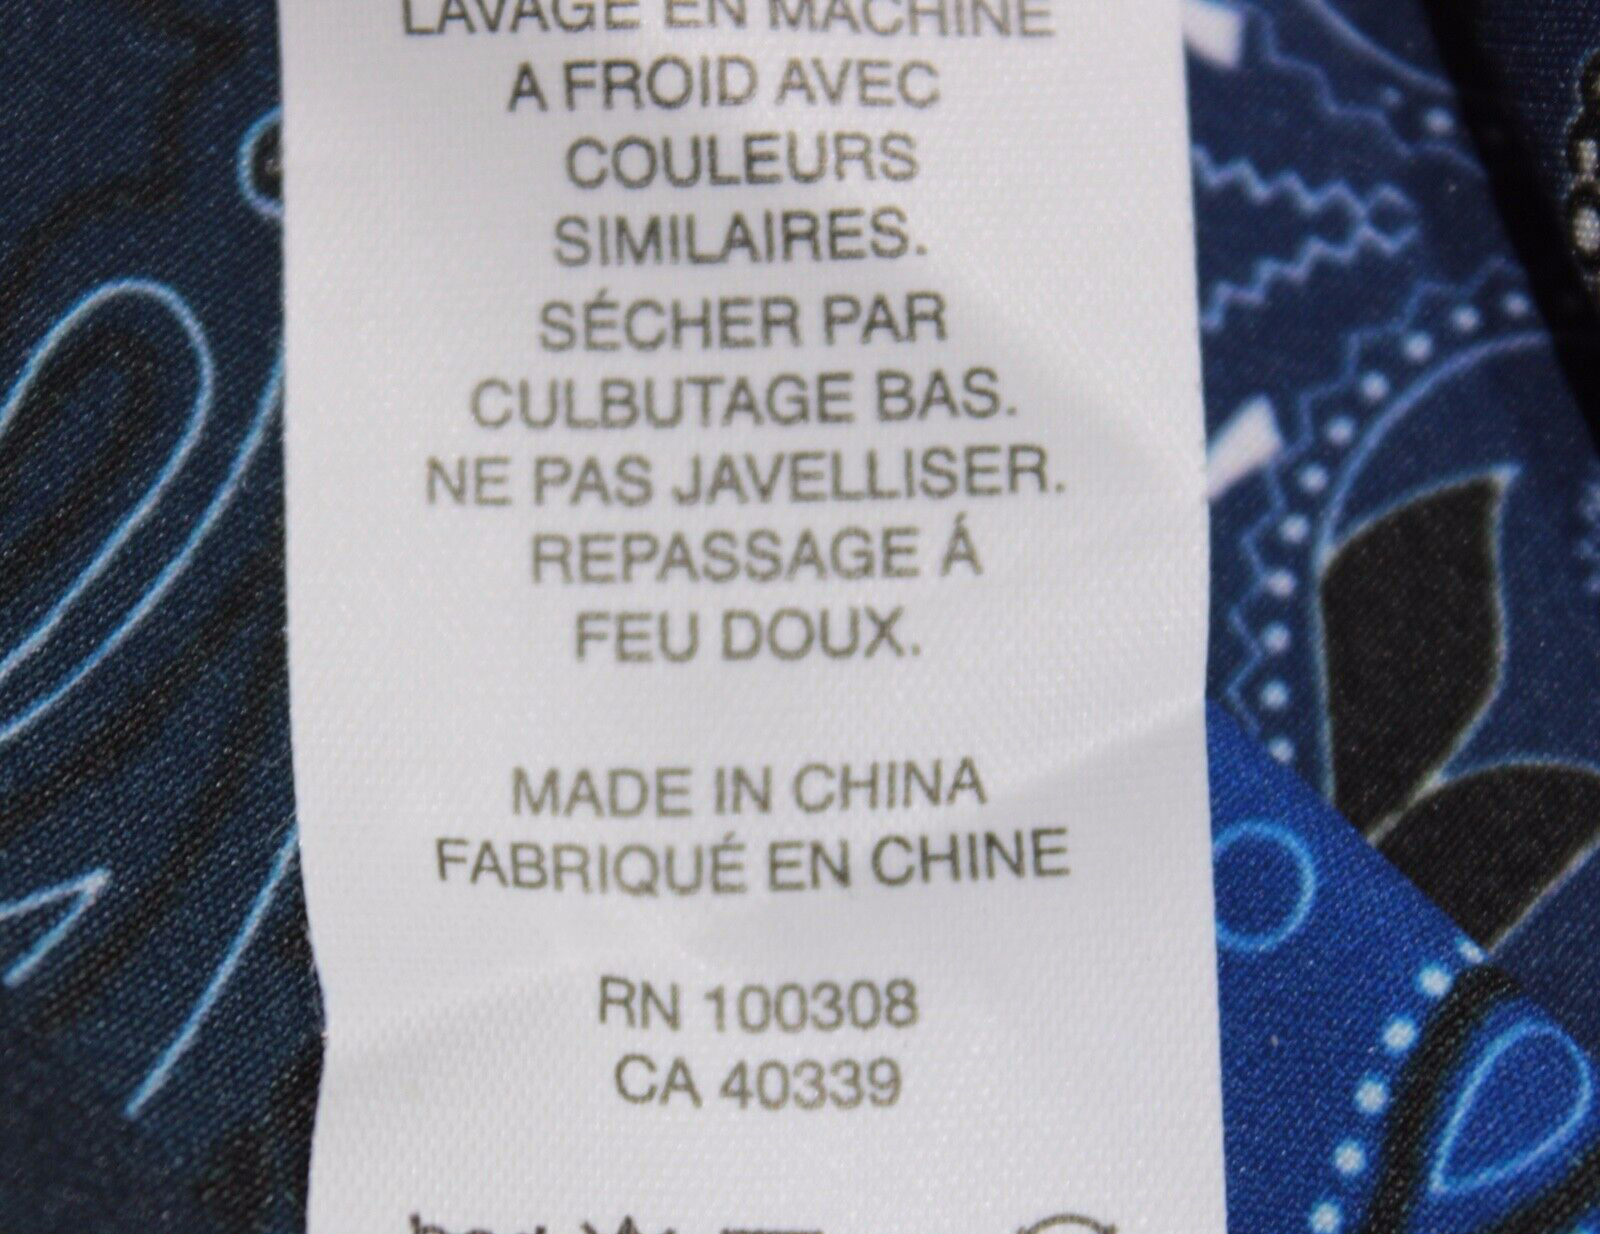 LAVAGE EN MACHINE
A FROID AVEC
COULEURS
SIMILAIRES.
SÉCHER PAR
CULBUTAGE BAS.
NE PAS JAVELLISER.
REPASSAGE Á
FEU DOUX.
MADE IN CHINA
FABRIQUÉ EN CHINE
RN 100308
CA 40339